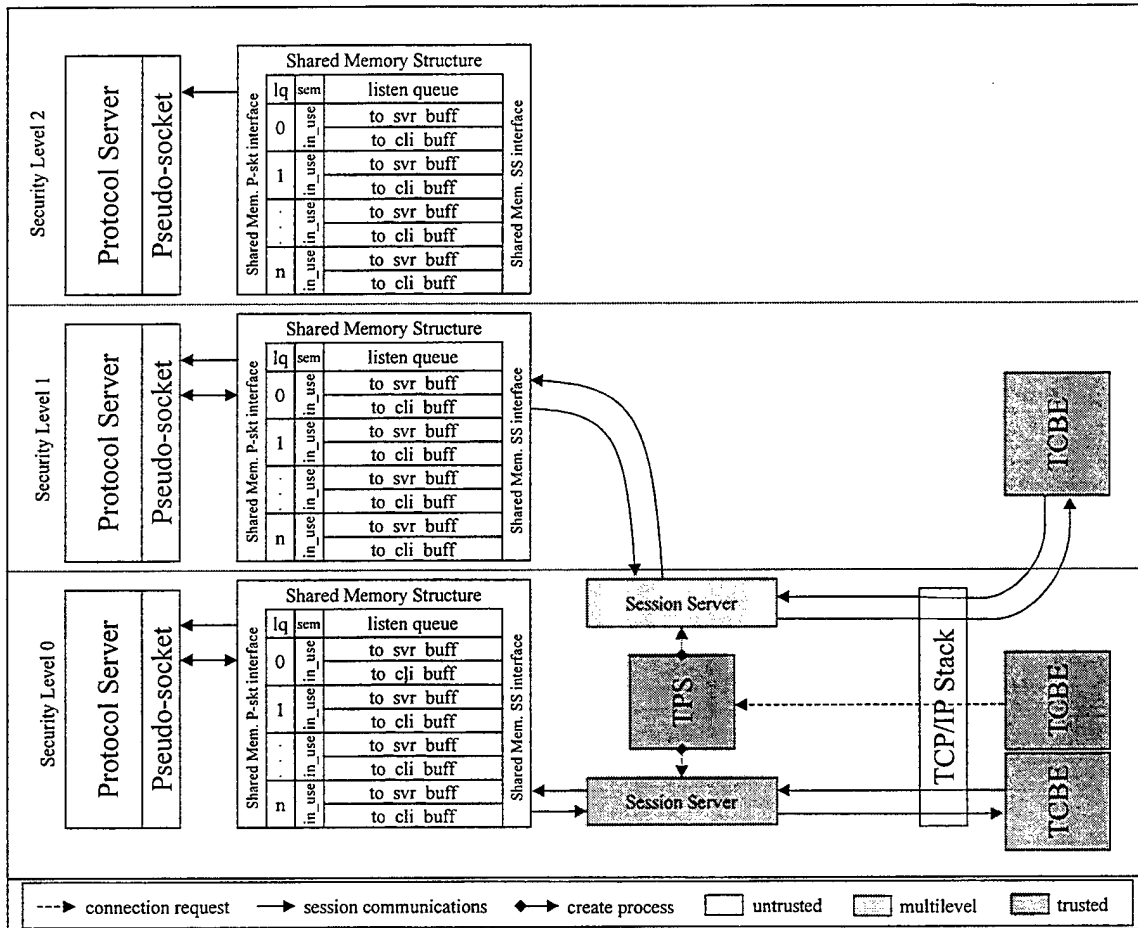 Security Level 2
Protocol Server
Pseudo-socket
Shared Memory Structure
Shared Mem. P-skt interface
lq sem listen queue
0 in_use to svr buff
to cli buff
1 in_use to svr buff
to cli buff
. in_use to svr buff
. to cli buff
n in_use to svr buff
to cli buff
Shared Mem. SS interface
Security Level 1
Protocol Server
Pseudo-socket
Shared Memory Structure
Shared Mem. P-skt interface
lq sem listen queue
0 in_use to svr buff
to cli buff
1 in_use to svr buff
to cli buff
. in_use to svr buff
. to cli buff
n in_use to svr buff
to cli buff
Shared Mem. SS interface
TCBE
Security Level 0
Protocol Server
Pseudo-socket
Shared Memory Structure
Shared Mem. P-skt interface
lq sem listen queue
0 in_use to svr buff
to cli buff
1 in_use to svr buff
to cli buff
. in_use to svr buff
. to cli buff
n in_use to svr buff
to cli buff
Shared Mem. SS interface
Session Server
TPS
Session Server
TCP/IP Stack
TCBE
TCBE
connection request session communications create process untrusted multilevel trusted